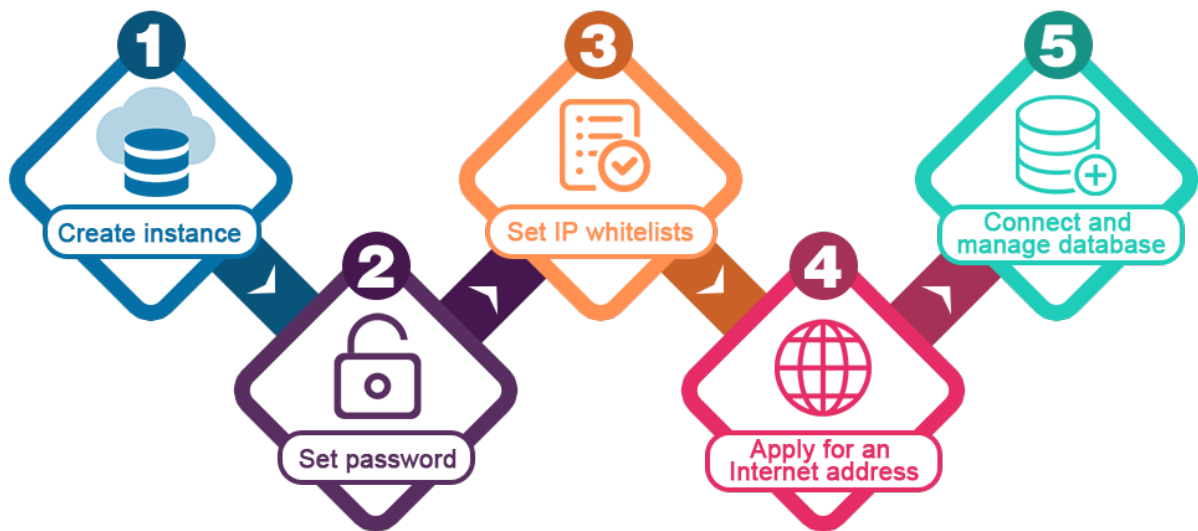 1
Create instance
2
Set password
3
Set IP whitelists
4
Apply for an
Internet address
5
Connect and
manage database